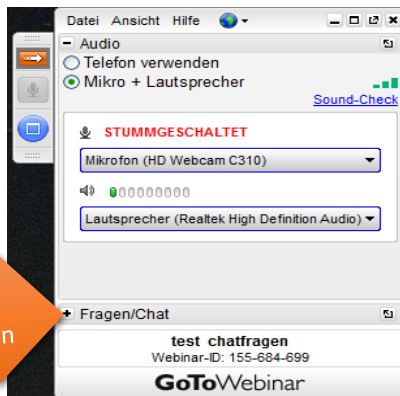 Datei Ansicht Hilfe
Audio
Telefon verwenden
Mikro + Lautsprecher
Sound-Check
STUMMGESCHALTET
Mikrofon (HD Webcam C310)
Lautsprecher (Realtek High Definition Audio)
Fragen/Chat
test chatfragen
Webinar-ID: 155-684-699
GoToWebinar